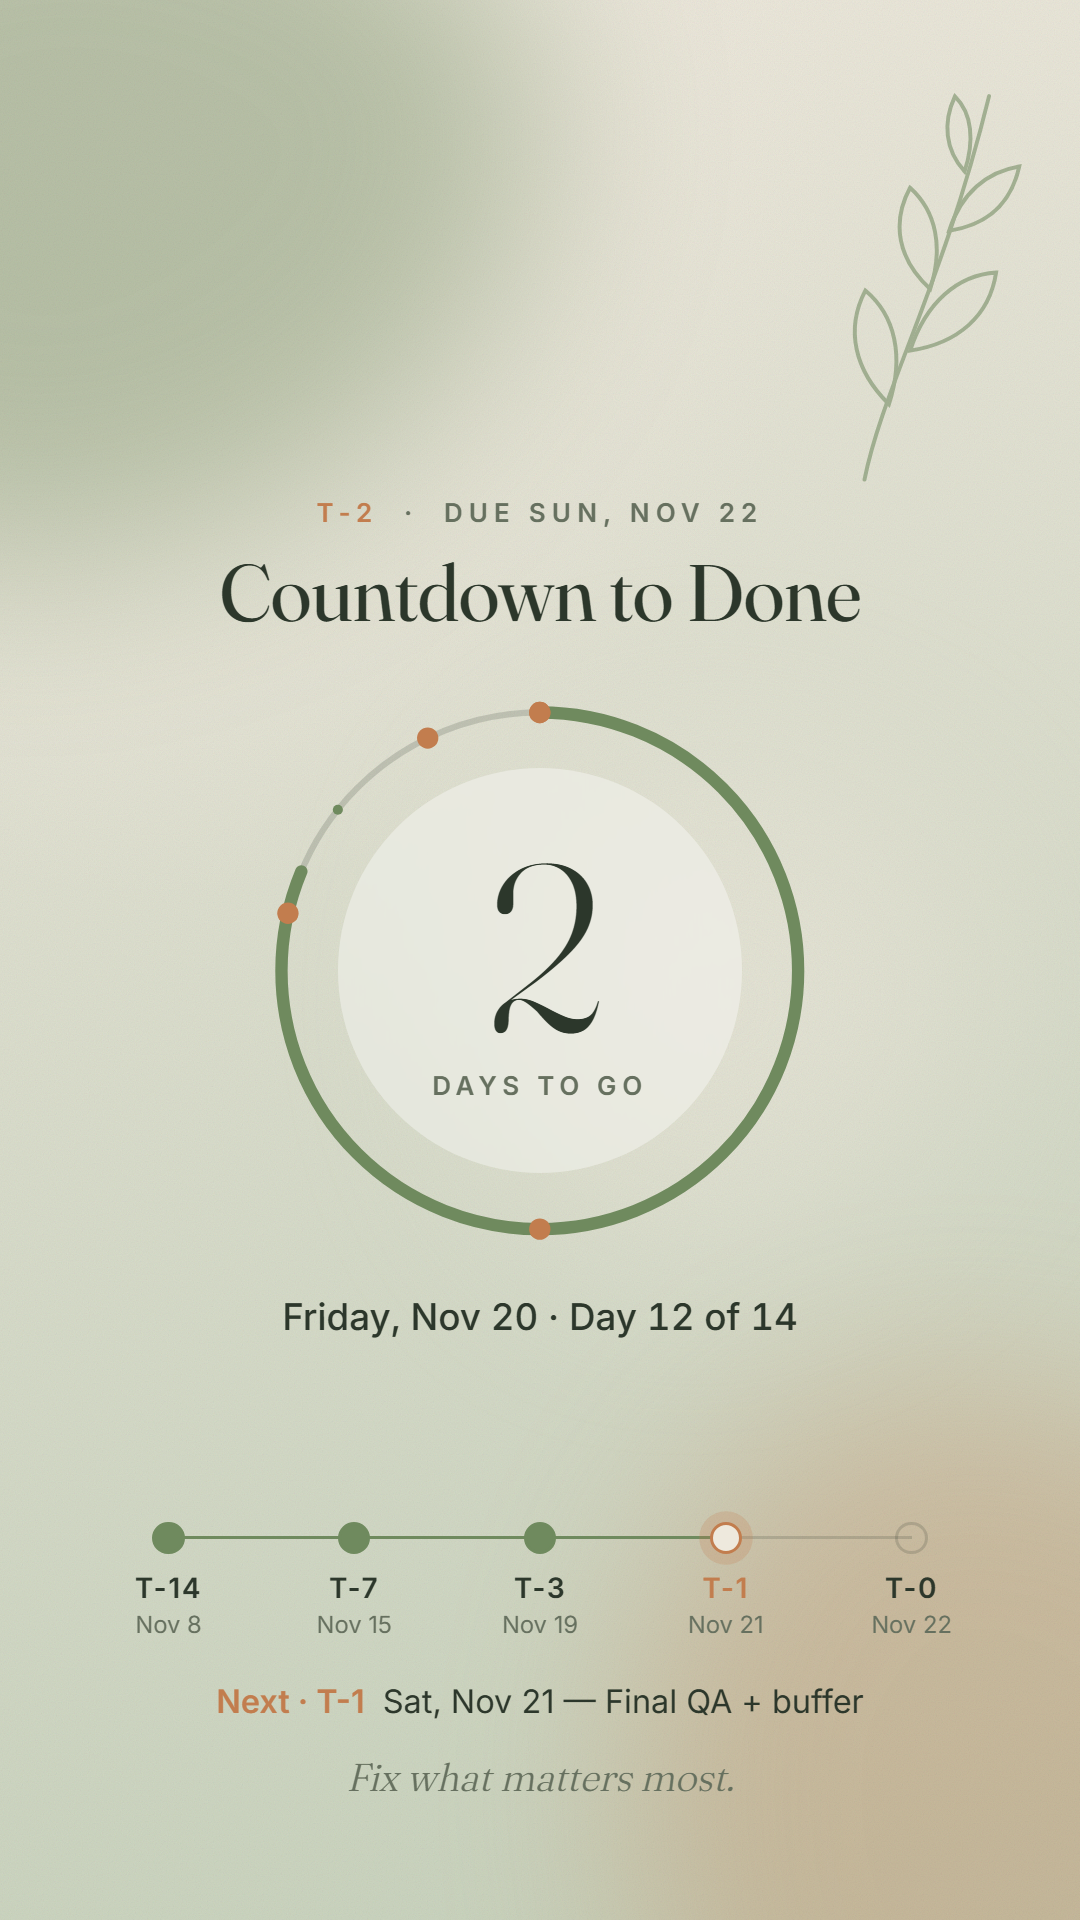 T-2 · DUE SUN, NOV 22
Countdown to Done
2
DAYS TO GO
Friday, Nov 20 · Day 12 of 14
T-14 T-7 T-3 T-1 T-0
Nov 8 Nov 15 Nov 19 Nov 21 Nov 22
Next · T-1 Sat, Nov 21 — Final QA + buffer
Fix what matters most.